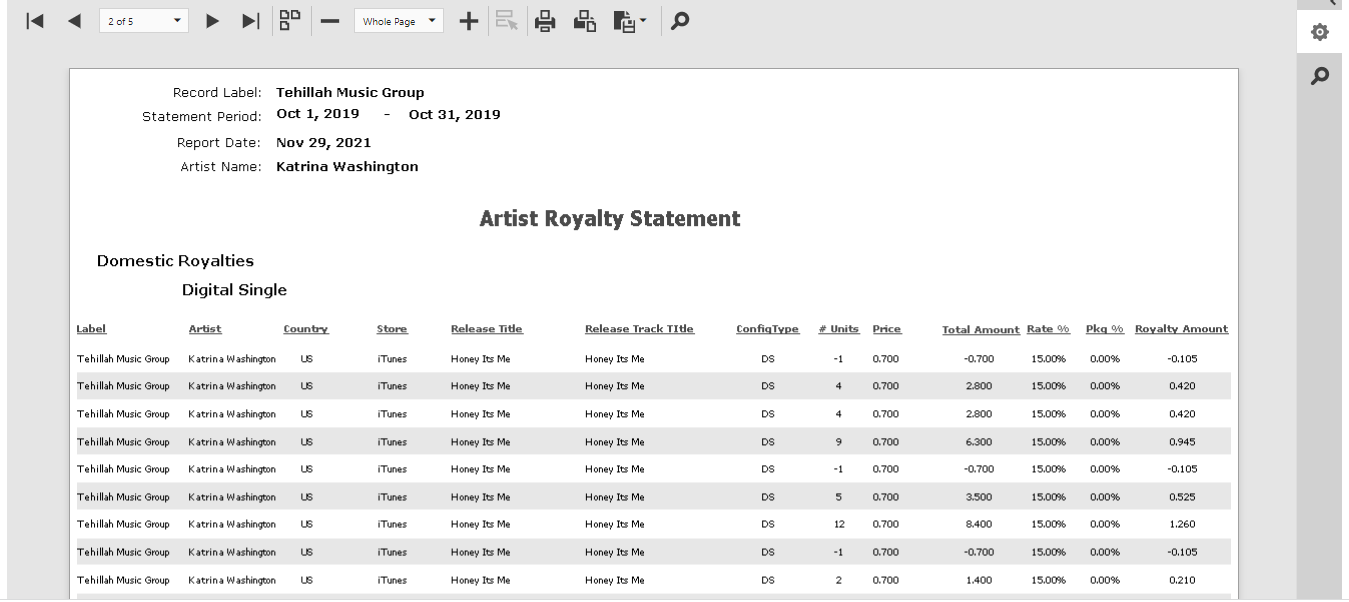 2 of 5 Whole Page
Record Label: Tehillah Music Group
Statement Period: Oct 1, 2019 - Oct 31, 2019
Report Date: Nov 29, 2021
Artist Name: Katrina Washington
Artist Royalty Statement
Domestic Royalties
Digital Single
Label Artist Country Store Release Title Release Track TItle ConfigType # Units Price Total Amount Rate % Pkg % Royalty Amount
Tehillah Music Group Katrina Washington US iTunes Honey Its Me Honey Its Me DS -1 0.700 -0.700 15.00% 0.00% -0.105
Tehillah Music Group Katrina Washington US iTunes Honey Its Me Honey Its Me DS 4 0.700 2.800 15.00% 0.00% 0.420
Tehillah Music Group Katrina Washington US iTunes Honey Its Me Honey Its Me DS 4 0.700 2.800 15.00% 0.00% 0.420
Tehillah Music Group Katrina Washington US iTunes Honey Its Me Honey Its Me DS 9 0.700 6.300 15.00% 0.00% 0.945
Tehillah Music Group Katrina Washington US iTunes Honey Its Me Honey Its Me DS -1 0.700 -0.700 15.00% 0.00% -0.105
Tehillah Music Group Katrina Washington US iTunes Honey Its Me Honey Its Me DS 5 0.700 3.500 15.00% 0.00% 0.525
Tehillah Music Group Katrina Washington US iTunes Honey Its Me Honey Its Me DS 12 0.700 8.400 15.00% 0.00% 1.260
Tehillah Music Group Katrina Washington US iTunes Honey Its Me Honey Its Me DS -1 0.700 -0.700 15.00% 0.00% -0.105
Tehillah Music Group Katrina Washington US iTunes Honey Its Me Honey Its Me DS 2 0.700 1.400 15.00% 0.00% 0.210